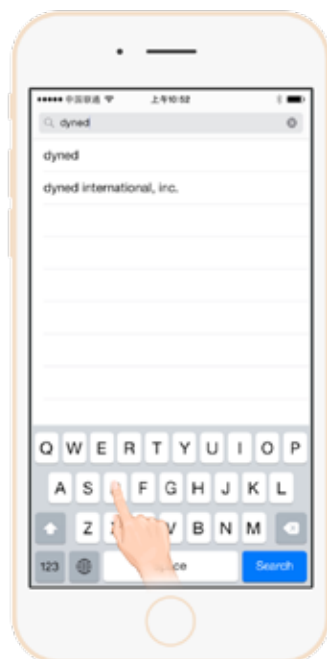 中国联通 上午10:52
dyned
dyned
dyned international, inc.
Q W E R T Y U I O P
A S F G H J K L
Z V B N M
123 Search